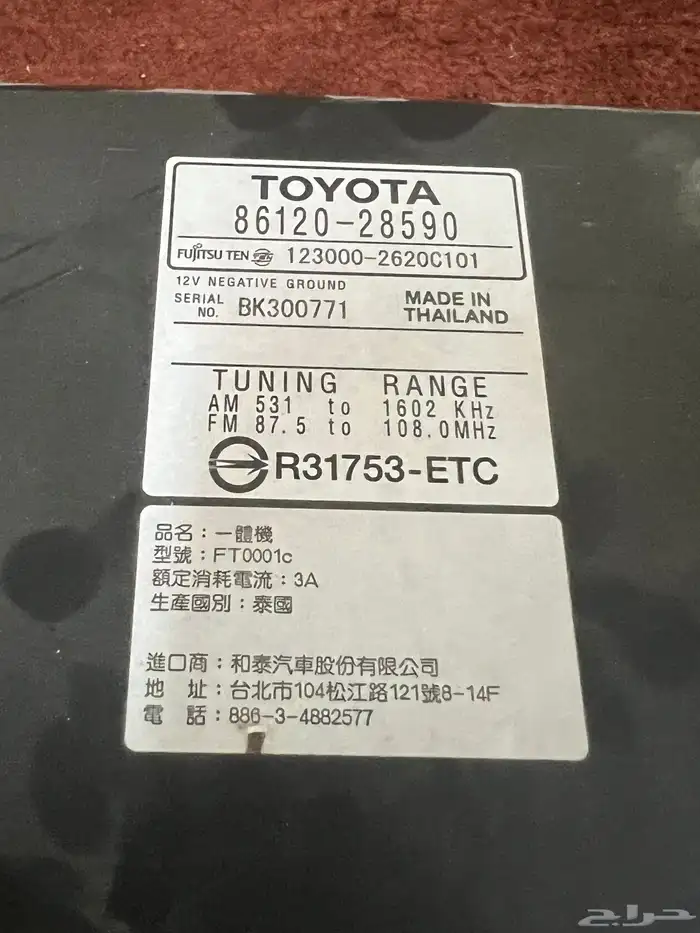 TOYOTA
86120-28590
FUJITSU TEN TEN 123000-2620C101
12V NEGATIVE GROUND
SERIAL NO. BK300771
MADE IN THAILAND
TUNING RANGE
AM 531 to 1602 KHz
FM 87.5 to 108.0MHz
R31753-ETC
品名：一體機
型號：FT0001c
額定消耗電流：3A
生產國別：泰國
進口商：和泰汽車股份有限公司
地 址：台北市104松江路121號8-14F
電 話：886-3-4882577
حراج